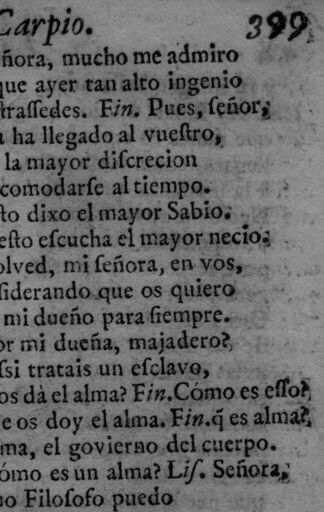 Carpio. 399
ñora, mucho me admiro
que ayer tan alto ingenio
ſtraſſedes. Fin. Pues, ſeñor,
ha llegado al vueſtro,
la mayor diſcrecion
comodarſe al tiempo.
ſto dixo el mayor Sabio.
eſto eſcucha el mayor necio.
olved, mi ſeñora, en vos,
ſiderando que os quiero
mi dueño para ſiempre.
or mi dueña, majadero?
ſsi tratais un eſclavo,
os dà el alma? Fin. Cómo es eſſo?
e os doy el alma. Fin. q̃ es alma?
ma, el govierno del cuerpo.
ómo es un alma? Liſ. Señora,
no Filoſofo puedo